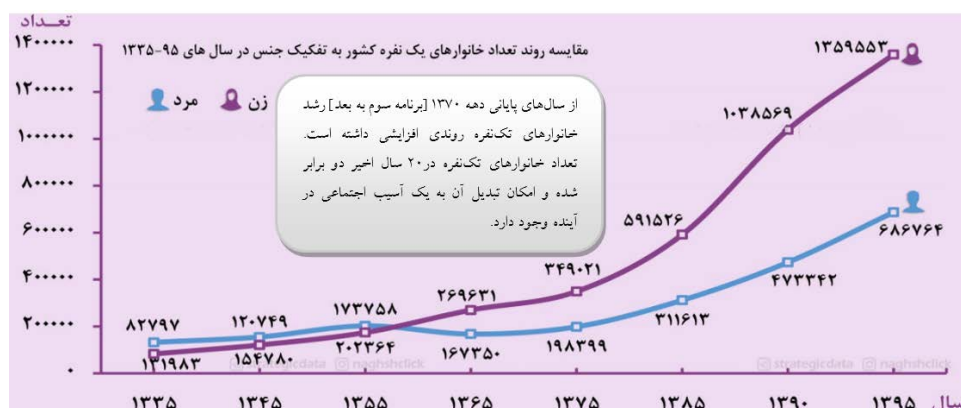 تعــداد
مقایسه روند تعداد خانوارهای یک نفره کشور به تفکیک جنس در سال های ۹۵-۱۳۳۵
زن
مرد
از سال‌های پایانی دهه ۱۳۷۰ [برنامه سوم به بعد] رشد
خانوارهای تک‌نفره روندی افزایشی داشته است.
تعداد خانوارهای تک‌نفره در۲۰ سال اخیر دو برابر
شده و امکان تبدیل آن به یک آسیب اجتماعی در
آینده وجود دارد.
۱۴۰۰۰۰۰
۱۲۰۰۰۰۰
۱۰۰۰۰۰۰
۸۰۰۰۰۰
۶۰۰۰۰۰
۴۰۰۰۰۰
۲۰۰۰۰۰
۰
۸۲۷۹۷
۱۲۰۷۴۹
۱۷۳۷۵۸
۲۶۹۶۳۱
۳۴۹۰۲۱
۵۹۱۵۲۶
۱۰۳۸۵۶۹
۱۳۵۹۵۵۳
۱۳۱۹۸۳
۱۵۴۷۸۰
۲۰۲۳۶۴
۱۶۷۳۵۰
۱۹۸۳۹۹
۳۱۱۶۱۳
۴۷۳۳۴۲
۶۸۶۷۶۴
strategicdata naghshclick
strategicdata naghshclick
۱۳۳۵ ۱۳۴۵ ۱۳۵۵ ۱۳۶۵ ۱۳۷۵ ۱۳۸۵ ۱۳۹۰ ۱۳۹۵ سال